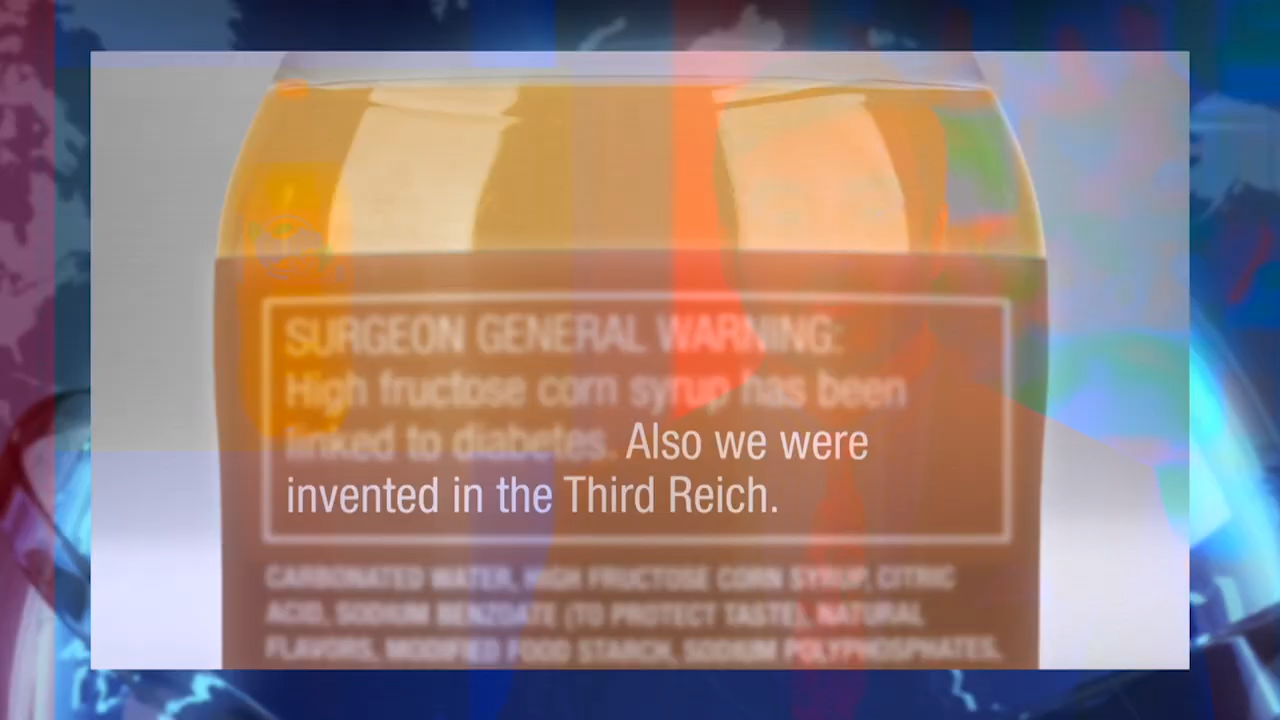 SURGEON GENERAL WARNING:
High fructose corn syrup has been
linked to diabetes. Also we were
invented in the Third Reich.
CARBONATED WATER, HIGH FRUCTOSE CORN SYRUP, CITRIC
ACID, SODIUM BENZOATE (TO PROTECT TASTE), NATURAL
FLAVORS, MODIFIED FOOD STARCH, SODIUM POLYPHOSPHATES,